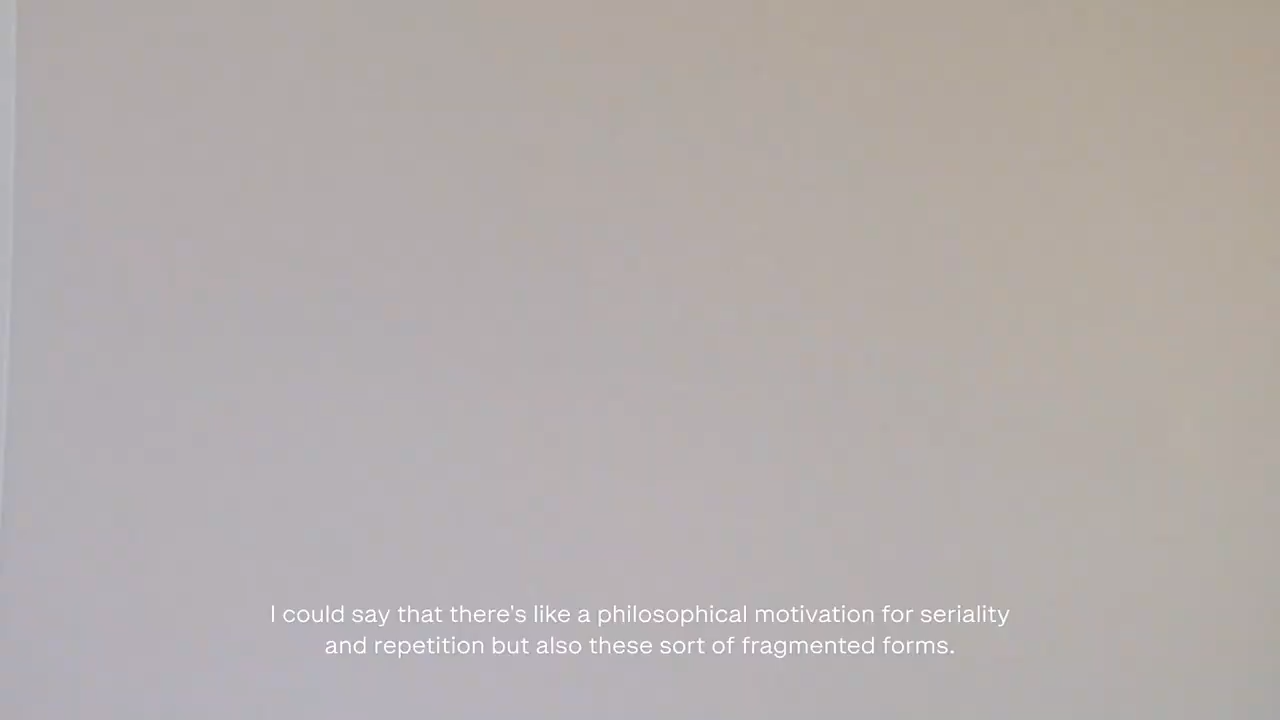 I could say that there's like a philosophical motivation for seriality
and repetition but also these sort of fragmented forms.